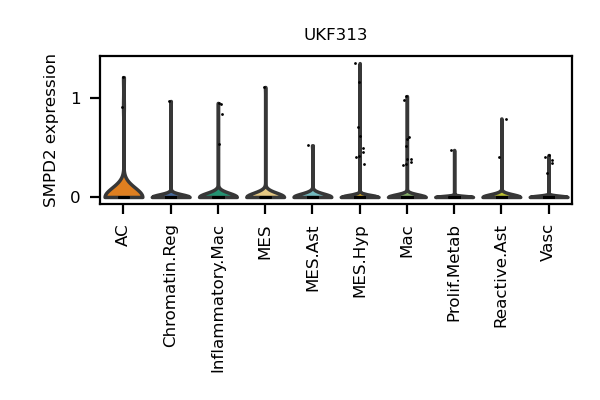 UKF313
SMPD2 expression
1
0
AC
Chromatin.Reg
Inflammatory.Mac
MES
MES.Ast
MES.Hyp
Mac
Prolif.Metab
Reactive.Ast
Vasc